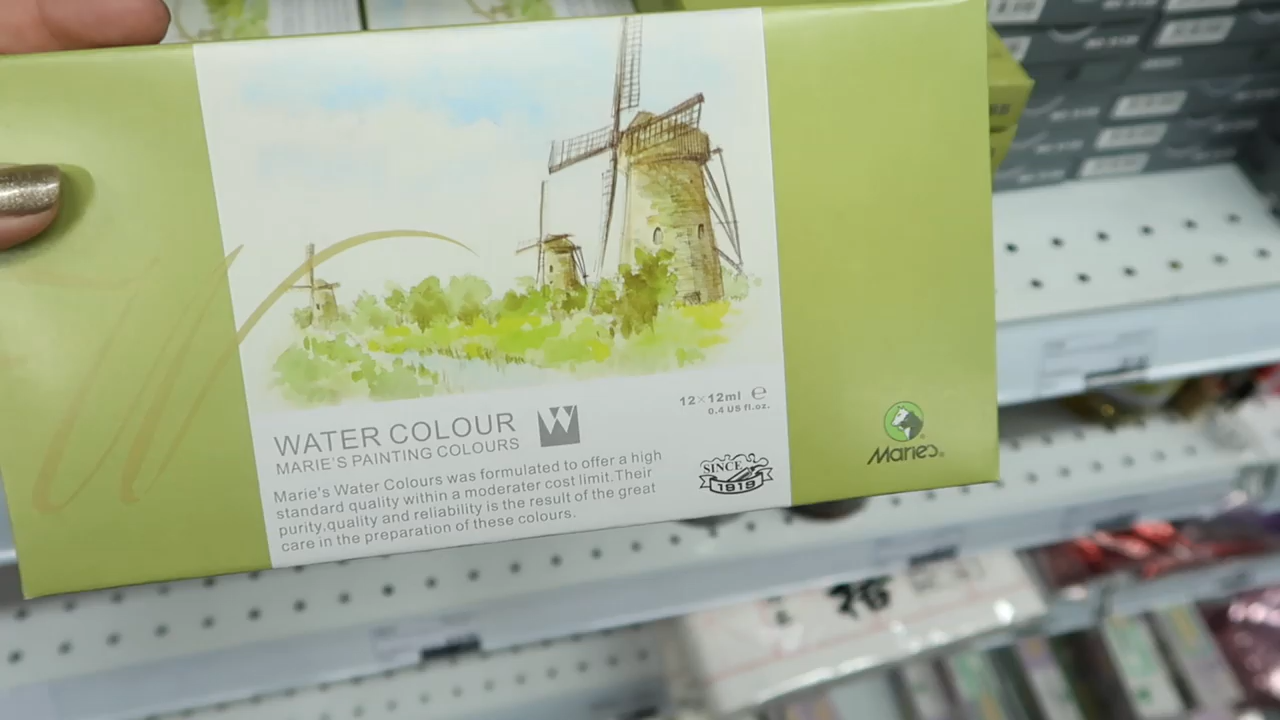 WATER COLOUR
MARIE'S PAINTING COLOURS
Marie's Water Colours was formulated to offer a high
standard quality within a moderater cost limit.Their
purity,quality and reliability is the result of the great
care in the preparation of these colours.
12×12ml ℮
0.4 US fl.oz.
SINCE
1919
Marie's®